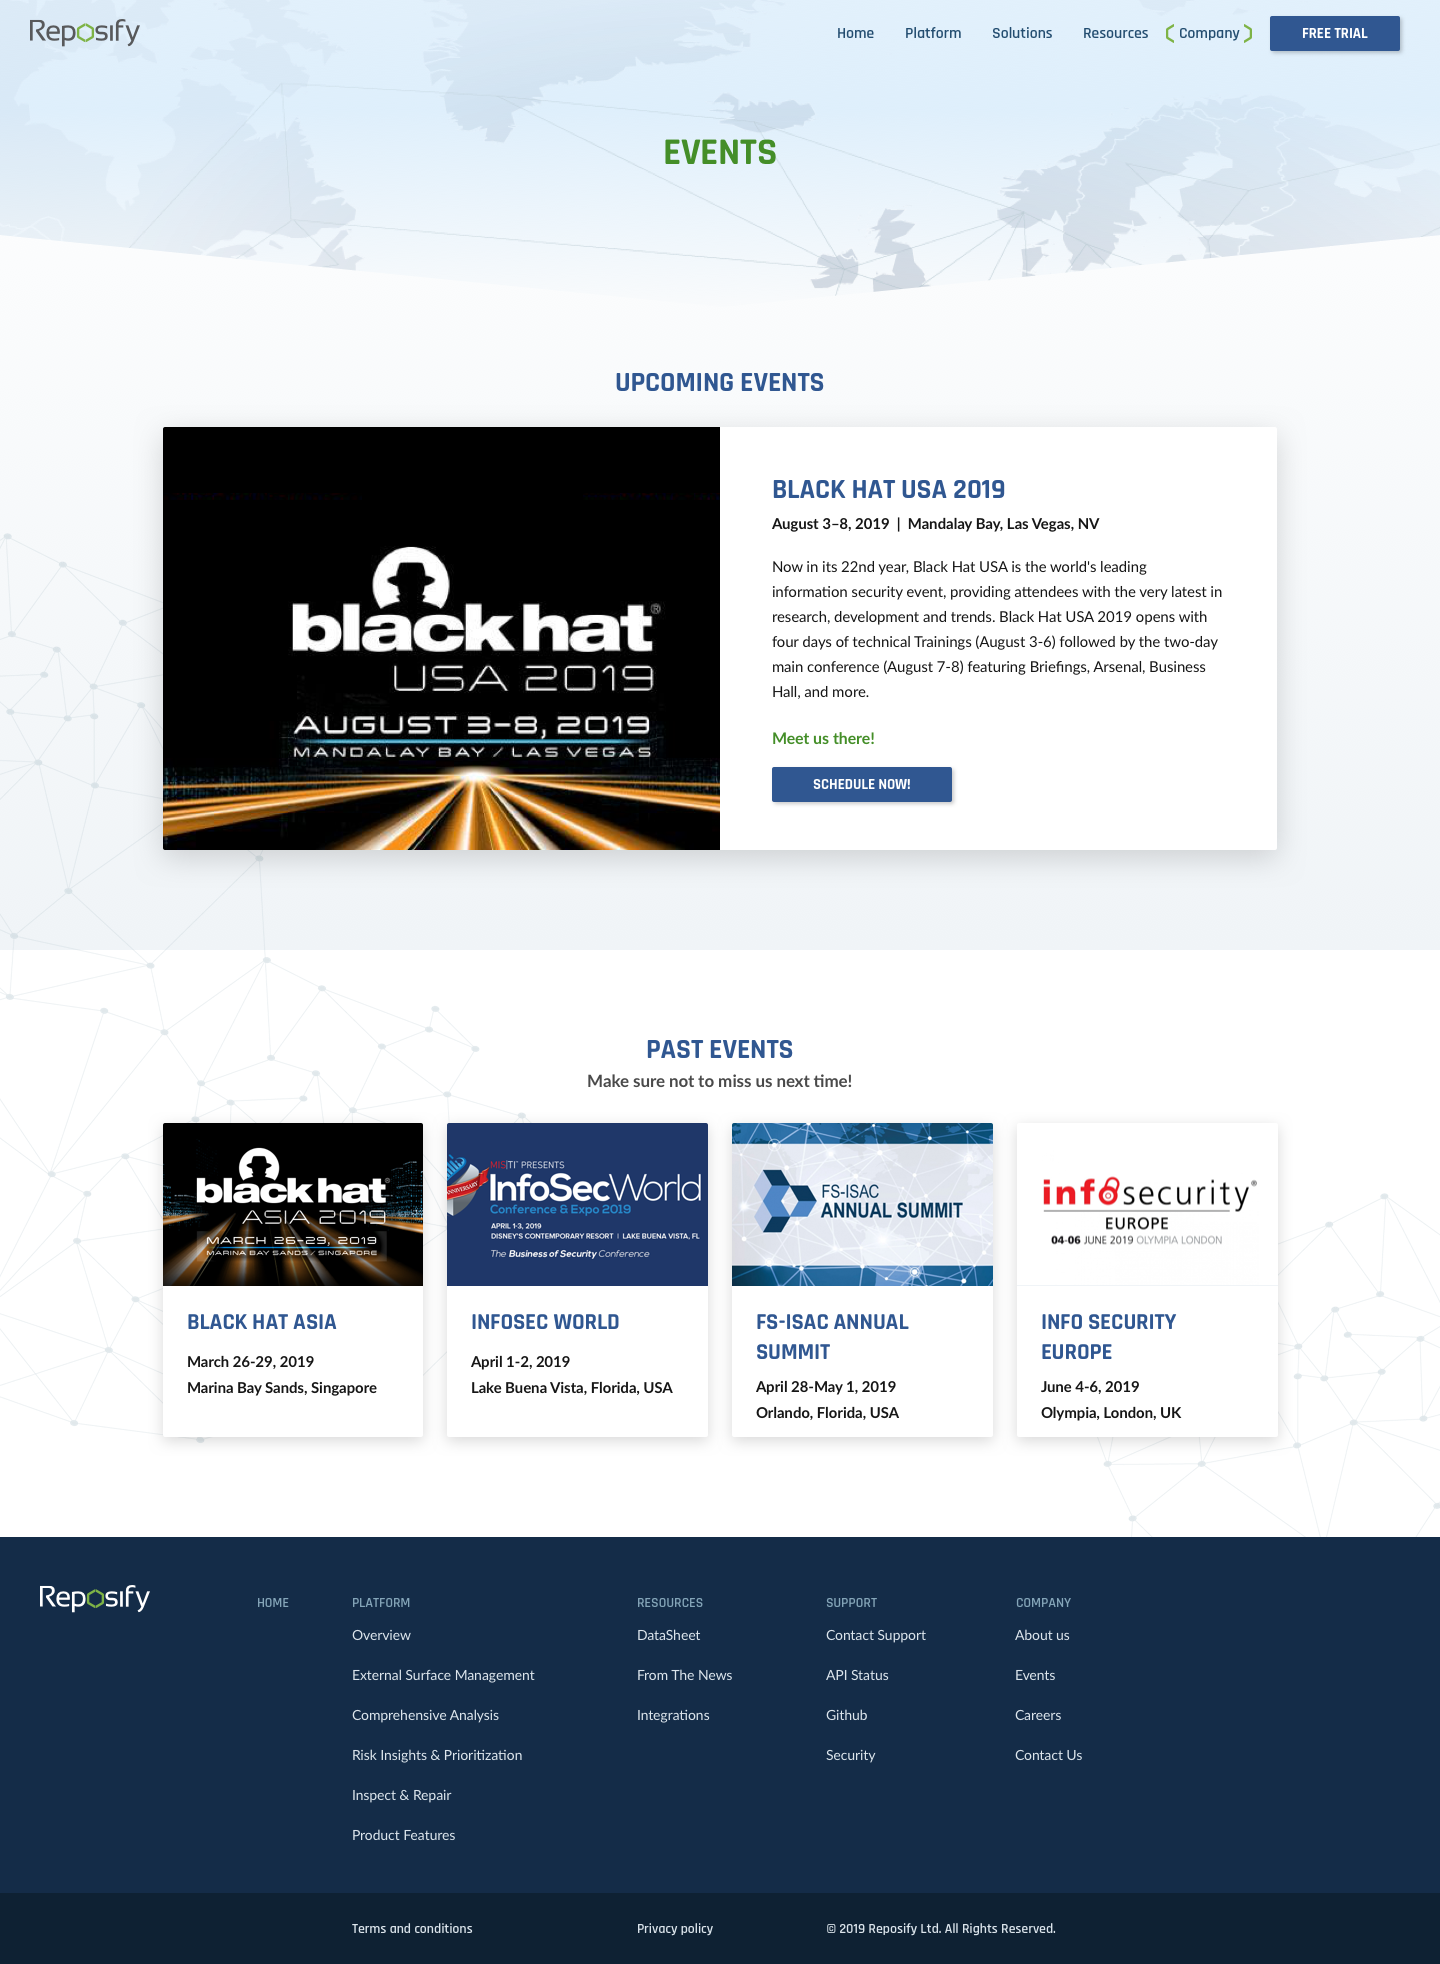 Reposify
Home Platform Solutions Resources Company FREE TRIAL
EVENTS
UPCOMING EVENTS
black hat®
USA 2019
AUGUST 3-8, 2019
MANDALAY BAY / LAS VEGAS
BLACK HAT USA 2019
August 3–8, 2019 | Mandalay Bay, Las Vegas, NV
Now in its 22nd year, Black Hat USA is the world's leading
information security event, providing attendees with the very latest in
research, development and trends. Black Hat USA 2019 opens with
four days of technical Trainings (August 3-6) followed by the two-day
main conference (August 7-8) featuring Briefings, Arsenal, Business
Hall, and more.
Meet us there!
SCHEDULE NOW!
PAST EVENTS
Make sure not to miss us next time!
black hat®
ASIA 2019
MARCH 26-29, 2019
MARINA BAY SANDS / SINGAPORE
BLACK HAT ASIA
March 26-29, 2019
Marina Bay Sands, Singapore
ANNIVERSARY
MIS|TI™ PRESENTS
InfoSecWorld
Conference & Expo 2019
APRIL 1-3, 2019
DISNEY'S CONTEMPORARY RESORT | LAKE BUENA VISTA, FL
The Business of Security Conference
INFOSEC WORLD
April 1-2, 2019
Lake Buena Vista, Florida, USA
FS-ISAC
ANNUAL SUMMIT
FS-ISAC ANNUAL
SUMMIT
April 28-May 1, 2019
Orlando, Florida, USA
infosecurity®
EUROPE
04-06 JUNE 2019 OLYMPIA LONDON
INFO SECURITY
EUROPE
June 4-6, 2019
Olympia, London, UK
Reposify
HOME
PLATFORM
Overview
External Surface Management
Comprehensive Analysis
Risk Insights & Prioritization
Inspect & Repair
Product Features
RESOURCES
DataSheet
From The News
Integrations
SUPPORT
Contact Support
API Status
Github
Security
COMPANY
About us
Events
Careers
Contact Us
Terms and conditions
Privacy policy
© 2019 Reposify Ltd. All Rights Reserved.